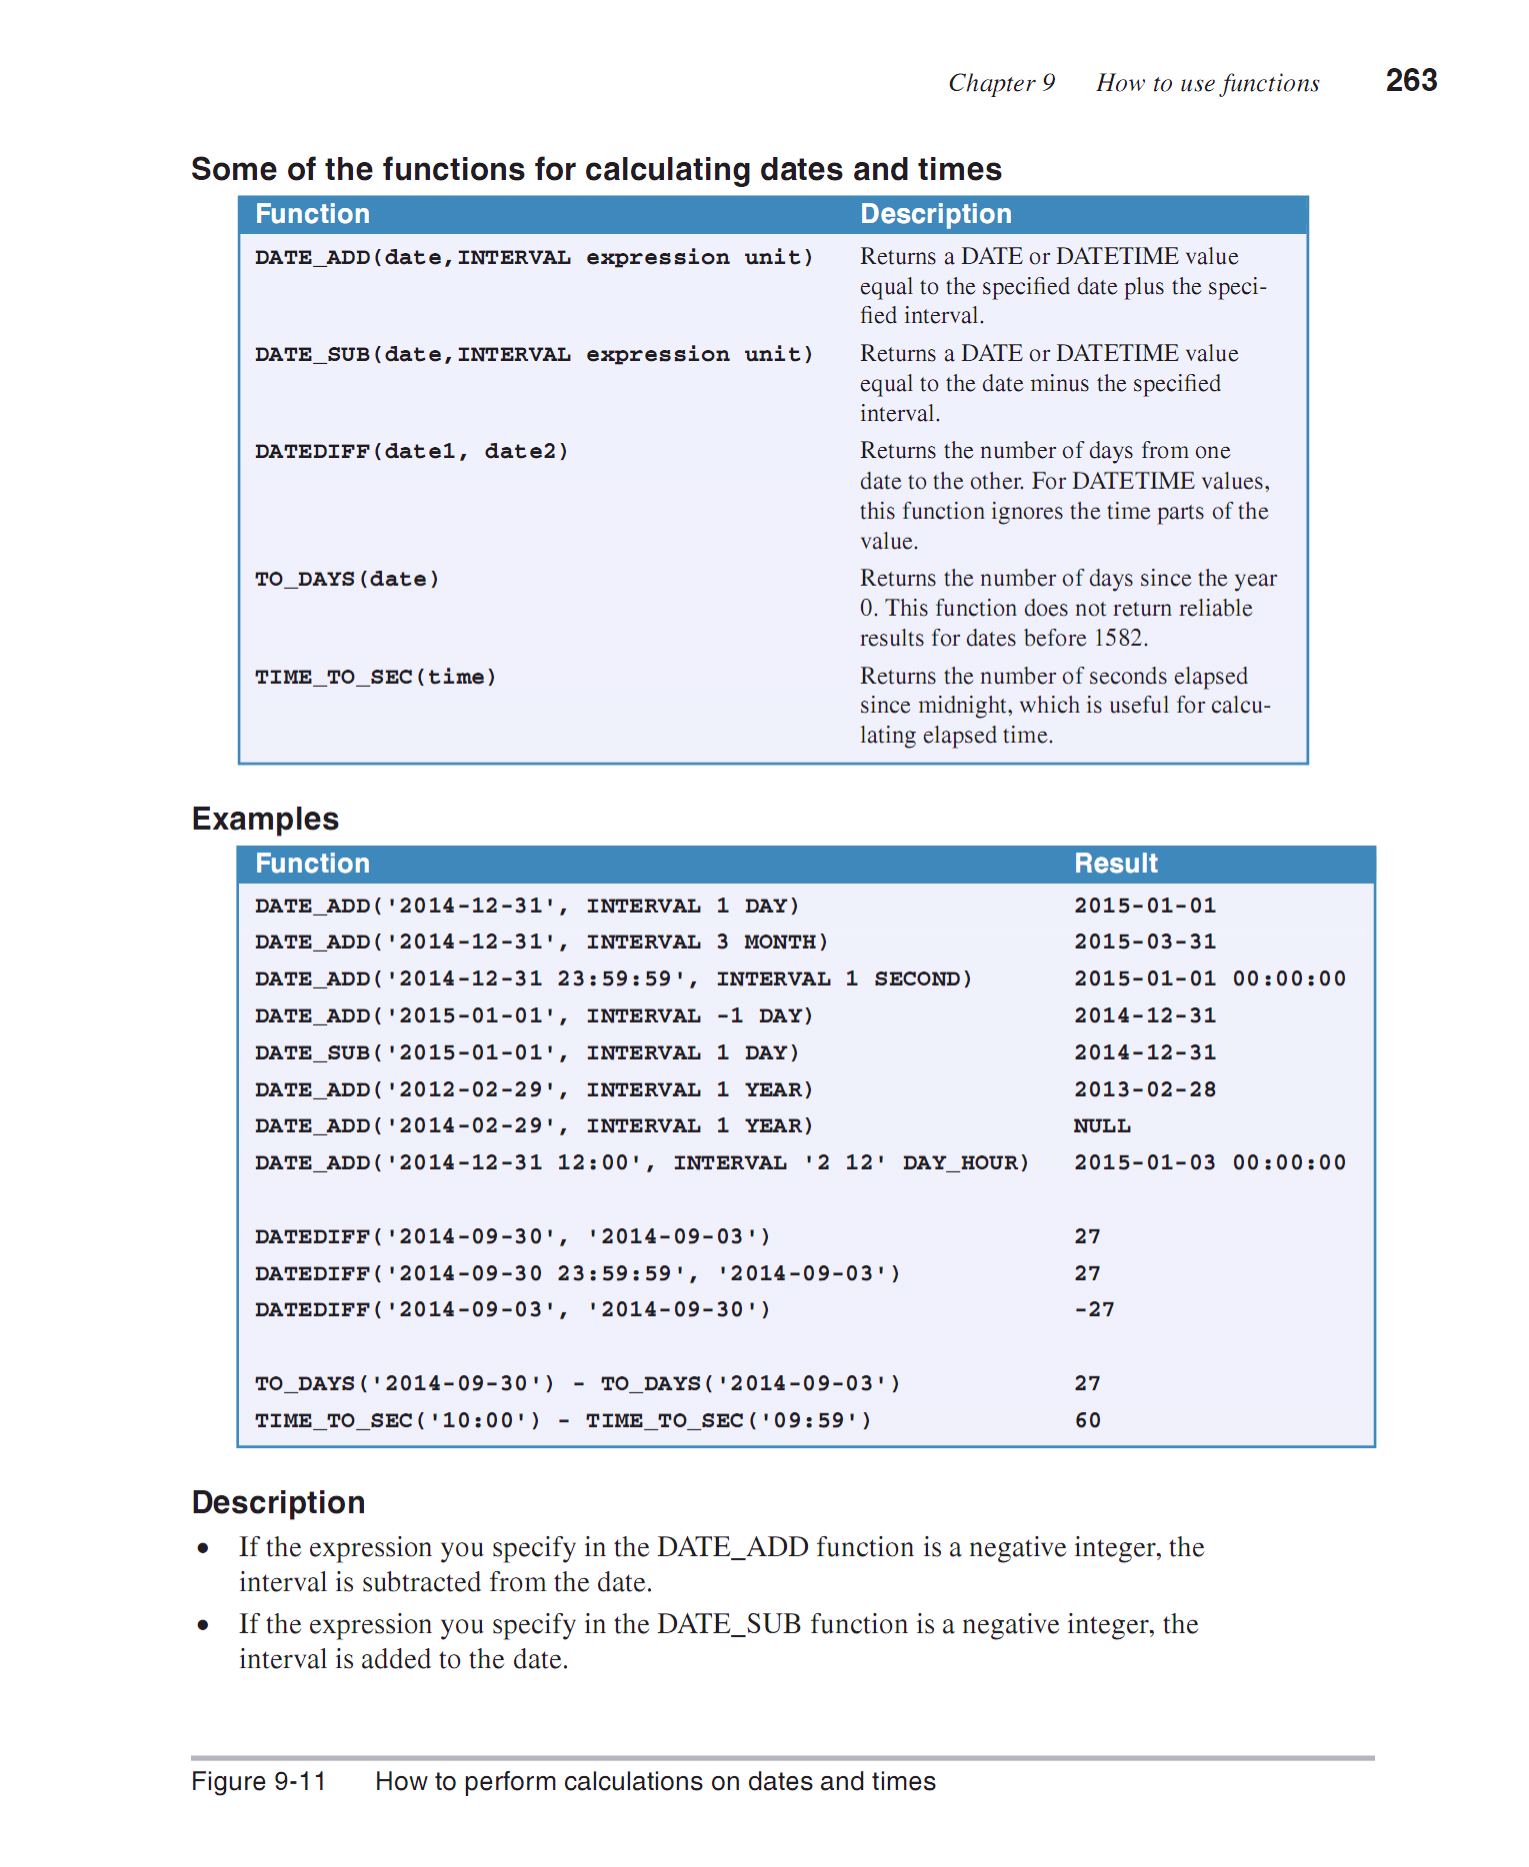 Chapter 9 How to use functions 263
Some of the functions for calculating dates and times
Function Description
DATE_ADD(date,INTERVAL expression unit) Returns a DATE or DATETIME value
equal to the specified date plus the speci-
fied interval.
DATE_SUB(date,INTERVAL expression unit) Returns a DATE or DATETIME value
equal to the date minus the specified
interval.
DATEDIFF(date1, date2) Returns the number of days from one
date to the other. For DATETIME values,
this function ignores the time parts of the
value.
TO_DAYS(date) Returns the number of days since the year
0. This function does not return reliable
results for dates before 1582.
TIME_TO_SEC(time) Returns the number of seconds elapsed
since midnight, which is useful for calcu-
lating elapsed time.
Examples
Function Result
DATE_ADD('2014-12-31', INTERVAL 1 DAY) 2015-01-01
DATE_ADD('2014-12-31', INTERVAL 3 MONTH) 2015-03-31
DATE_ADD('2014-12-31 23:59:59', INTERVAL 1 SECOND) 2015-01-01 00:00:00
DATE_ADD('2015-01-01', INTERVAL -1 DAY) 2014-12-31
DATE_SUB('2015-01-01', INTERVAL 1 DAY) 2014-12-31
DATE_ADD('2012-02-29', INTERVAL 1 YEAR) 2013-02-28
DATE_ADD('2014-02-29', INTERVAL 1 YEAR) NULL
DATE_ADD('2014-12-31 12:00', INTERVAL '2 12' DAY_HOUR) 2015-01-03 00:00:00
DATEDIFF('2014-09-30', '2014-09-03') 27
DATEDIFF('2014-09-30 23:59:59', '2014-09-03') 27
DATEDIFF('2014-09-03', '2014-09-30') -27
TO_DAYS('2014-09-30') - TO_DAYS('2014-09-03') 27
TIME_TO_SEC('10:00') - TIME_TO_SEC('09:59') 60
Description
• If the expression you specify in the DATE_ADD function is a negative integer, the
interval is subtracted from the date.
• If the expression you specify in the DATE_SUB function is a negative integer, the
interval is added to the date.
Figure 9-11 How to perform calculations on dates and times